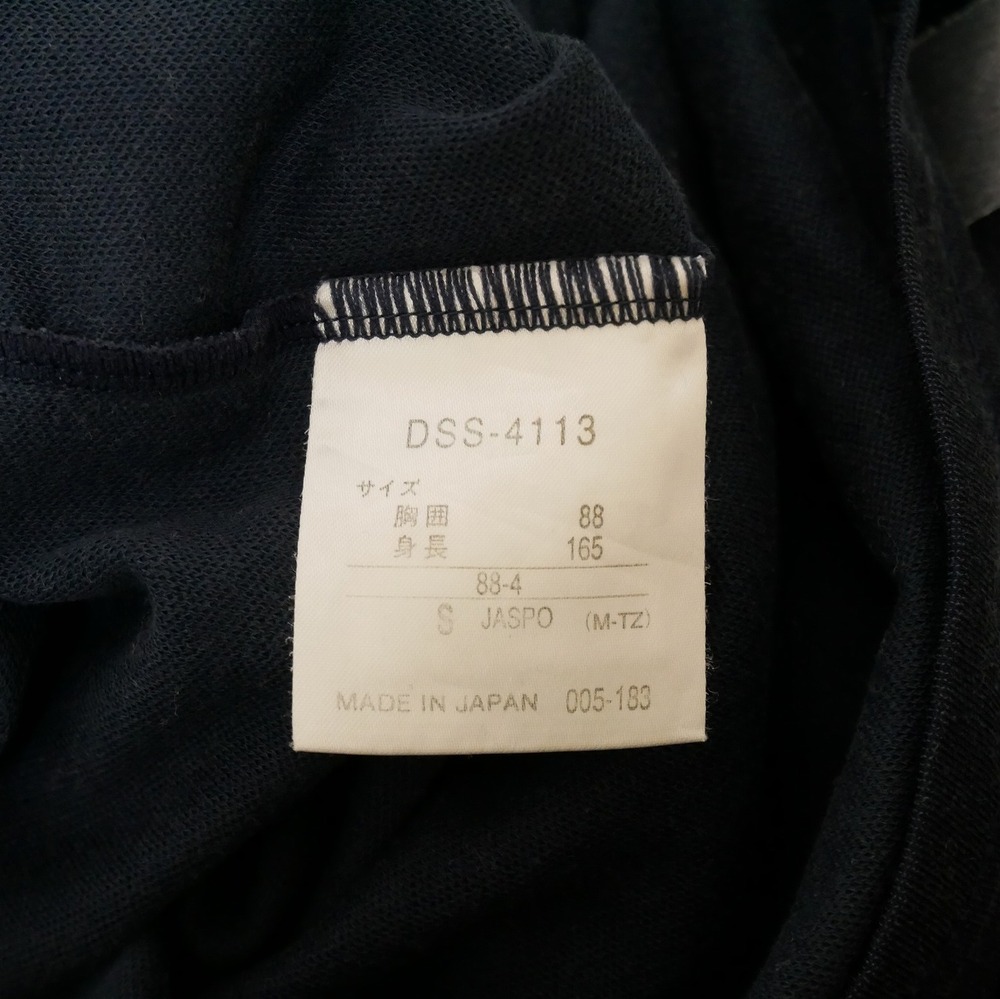 DSS-4113
サイズ
胸囲 88
身長 165
88-4
S JASPO (M-TZ)
MADE IN JAPAN 005-183